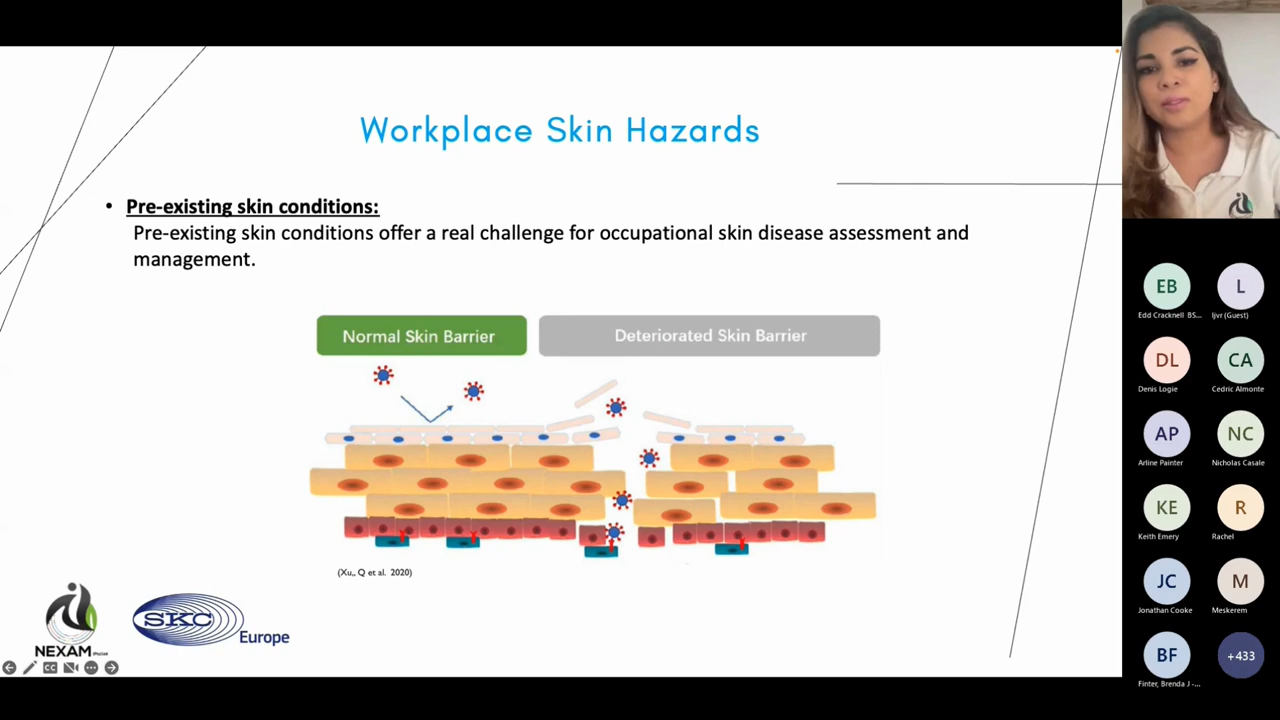 Workplace Skin Hazards
• Pre-existing skin conditions:
Pre-existing skin conditions offer a real challenge for occupational skin disease assessment and
management.
Normal Skin Barrier
Deteriorated Skin Barrier
(Xu,, Q et al. 2020)
NEXAM
SKC
Europe
CC
EB
Edd Cracknell BS...
L
ljvr (Guest)
DL
Denis Logie
CA
Cedric Almonte
AP
Arline Painter
NC
Nicholas Casale
KE
Keith Emery
R
Rachel
JC
Jonathan Cooke
M
Meskerem
BF
Finter, Brenda J -...
+433